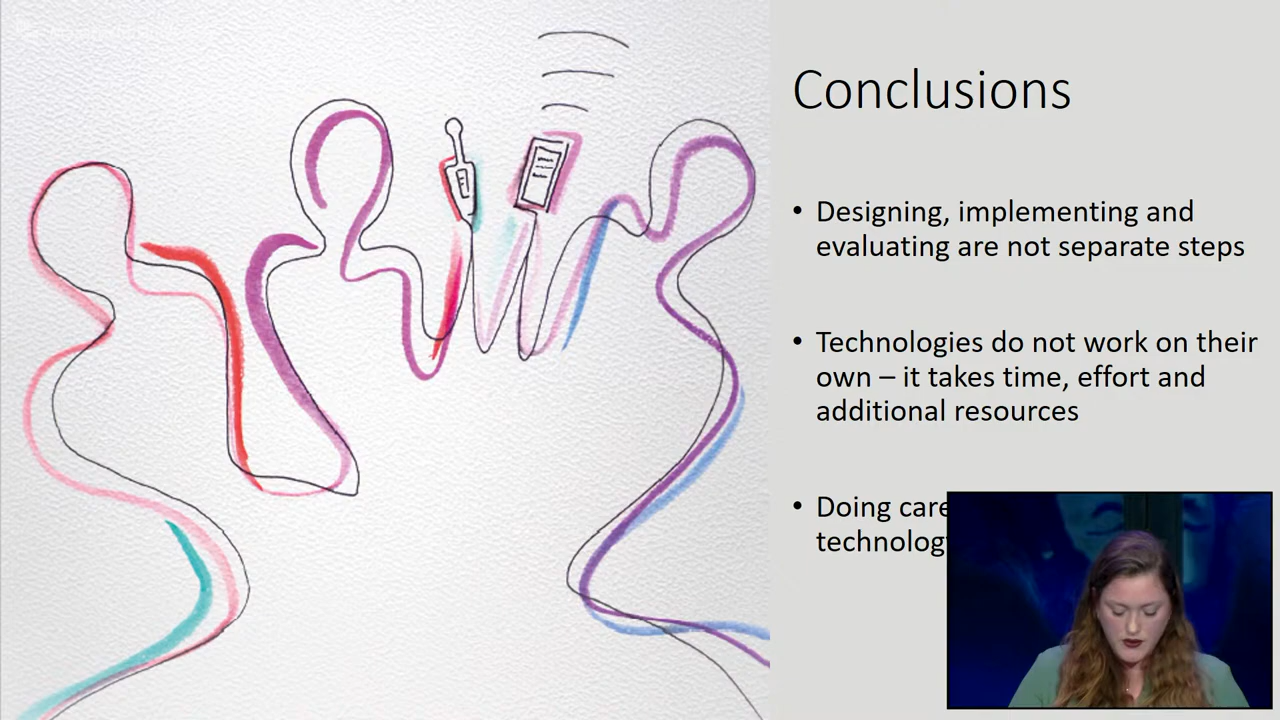 Conclusions
• Designing, implementing and
evaluating are not separate steps
• Technologies do not work on their
own – it takes time, effort and
additional resources
• Doing care